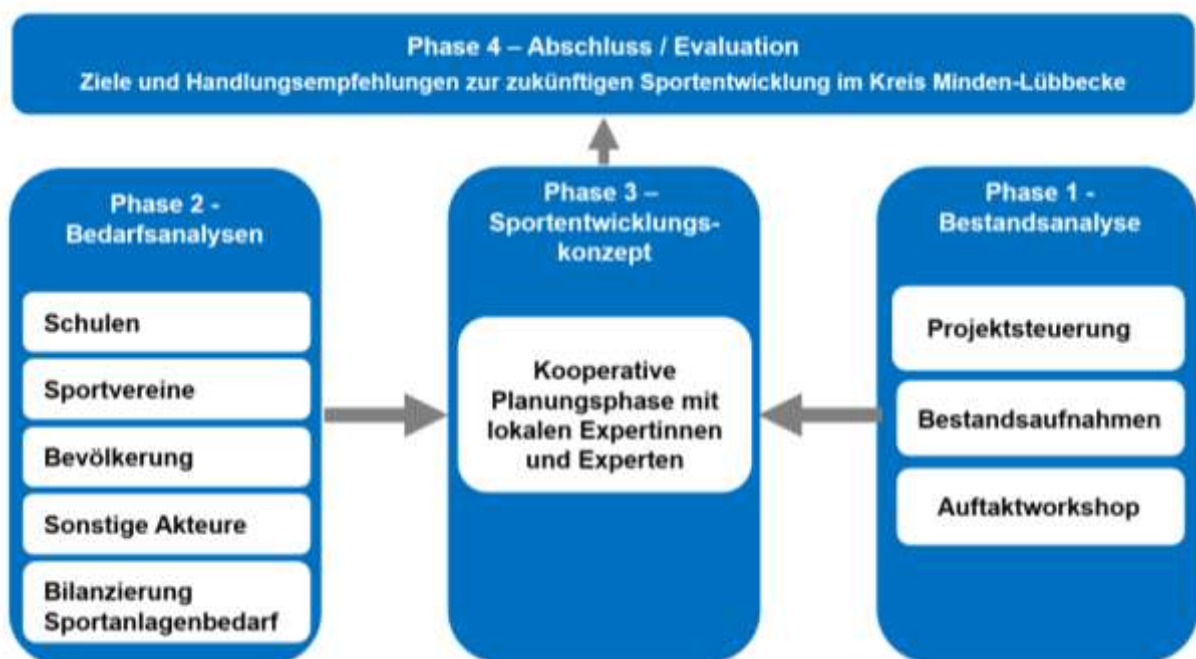 Phase 4 – Abschluss / Evaluation
Ziele und Handlungsempfehlungen zur zukünftigen Sportentwicklung im Kreis Minden-Lübbecke
Phase 2 -
Bedarfsanalysen
Schulen
Sportvereine
Bevölkerung
Sonstige Akteure
Bilanzierung
Sportanlagenbedarf
Phase 3 –
Sportentwicklungs-
konzept
Kooperative
Planungsphase mit
lokalen Expertinnen
und Experten
Phase 1 -
Bestandsanalyse
Projektsteuerung
Bestandsaufnahmen
Auftaktworkshop